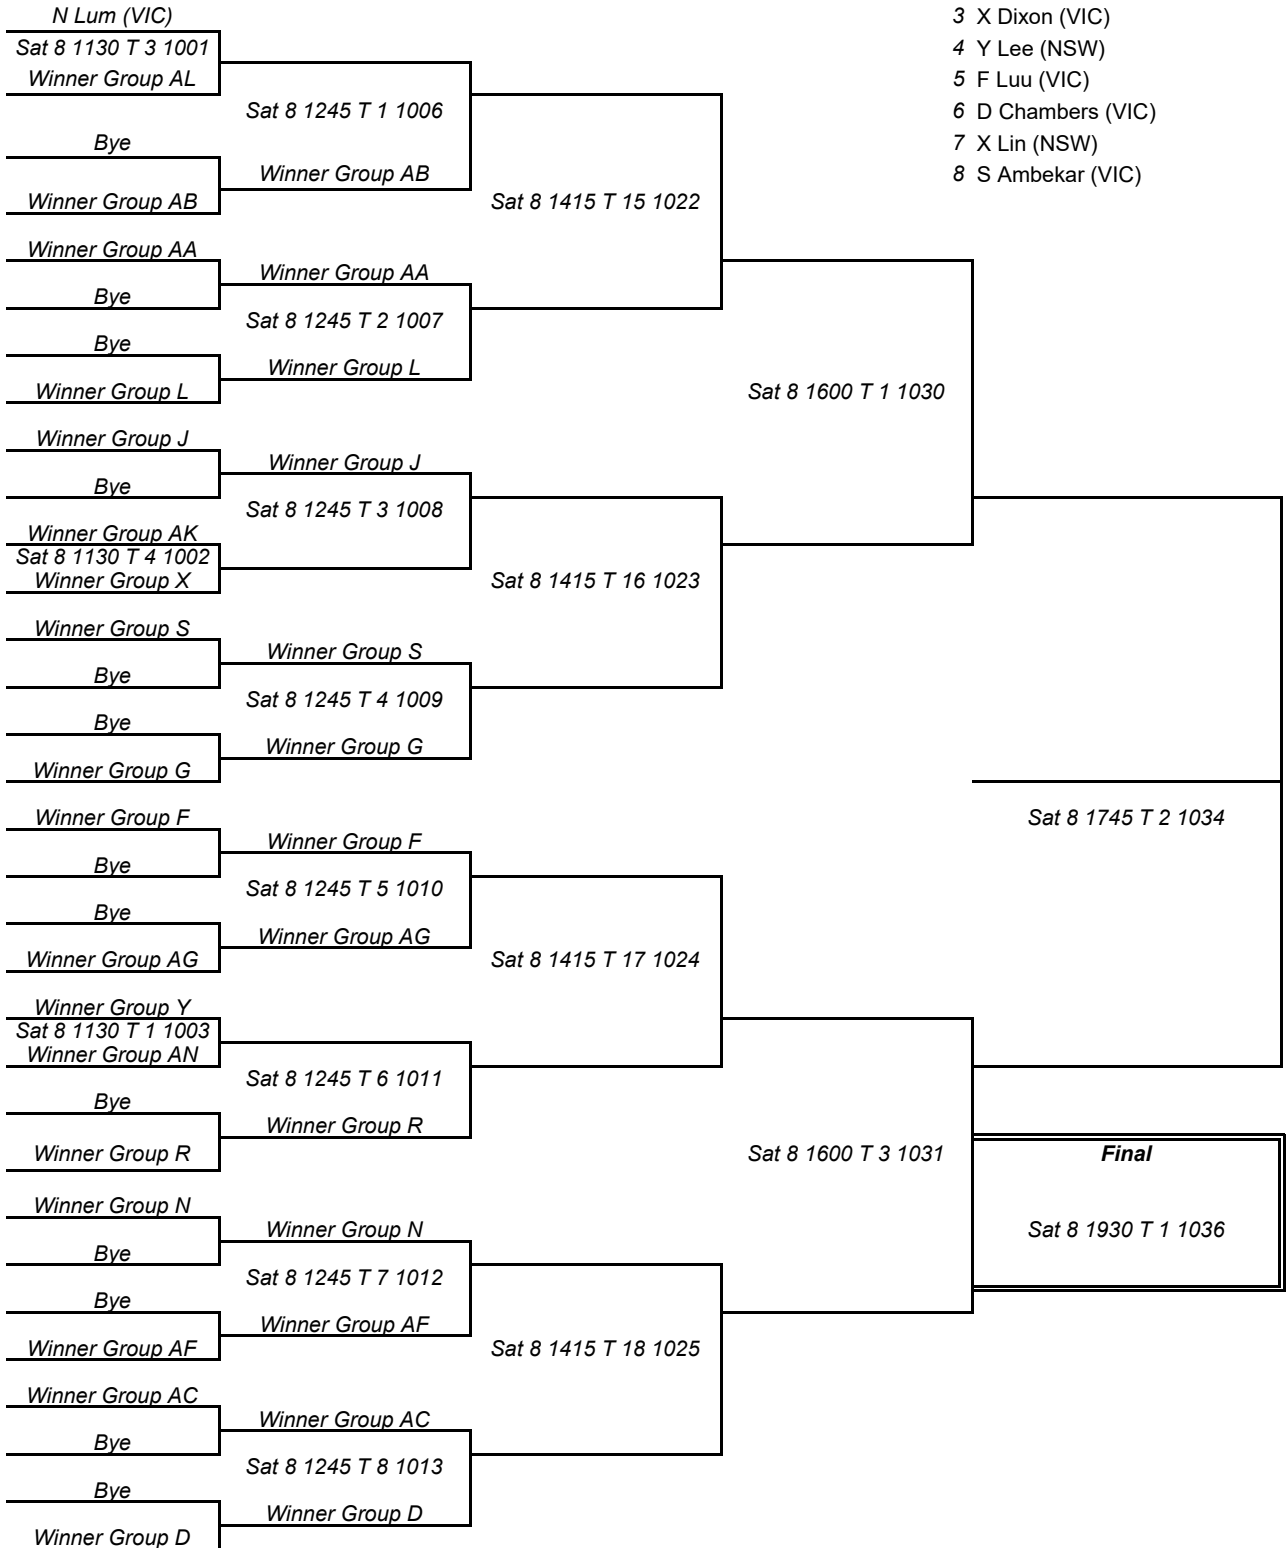 N Lum (VIC)
3 X Dixon (VIC)
Sat 8 1130 T 3 1001
4 Y Lee (NSW)
Winner Group AL
5 F Luu (VIC)
Sat 8 1245 T 1 1006
6 D Chambers (VIC)
Bye
7 X Lin (NSW)
Winner Group AB
8 S Ambekar (VIC)
Winner Group AB
Sat 8 1415 T 15 1022
Winner Group AA
Winner Group AA
Bye
Sat 8 1245 T 2 1007
Bye
Winner Group L
Winner Group L
Sat 8 1600 T 1 1030
Winner Group J
Winner Group J
Bye
Sat 8 1245 T 3 1008
Winner Group AK
Sat 8 1130 T 4 1002
Winner Group X
Sat 8 1415 T 16 1023
Winner Group S
Winner Group S
Bye
Sat 8 1245 T 4 1009
Bye
Winner Group G
Winner Group G
Winner Group F
Sat 8 1745 T 2 1034
Winner Group F
Bye
Sat 8 1245 T 5 1010
Bye
Winner Group AG
Winner Group AG
Sat 8 1415 T 17 1024
Winner Group Y
Sat 8 1130 T 1 1003
Winner Group AN
Sat 8 1245 T 6 1011
Bye
Winner Group R
Winner Group R
Sat 8 1600 T 3 1031
Final
Winner Group N
Winner Group N
Sat 8 1930 T 1 1036
Bye
Sat 8 1245 T 7 1012
Bye
Winner Group AF
Winner Group AF
Sat 8 1415 T 18 1025
Winner Group AC
Winner Group AC
Bye
Sat 8 1245 T 8 1013
Bye
Winner Group D
Winner Group D